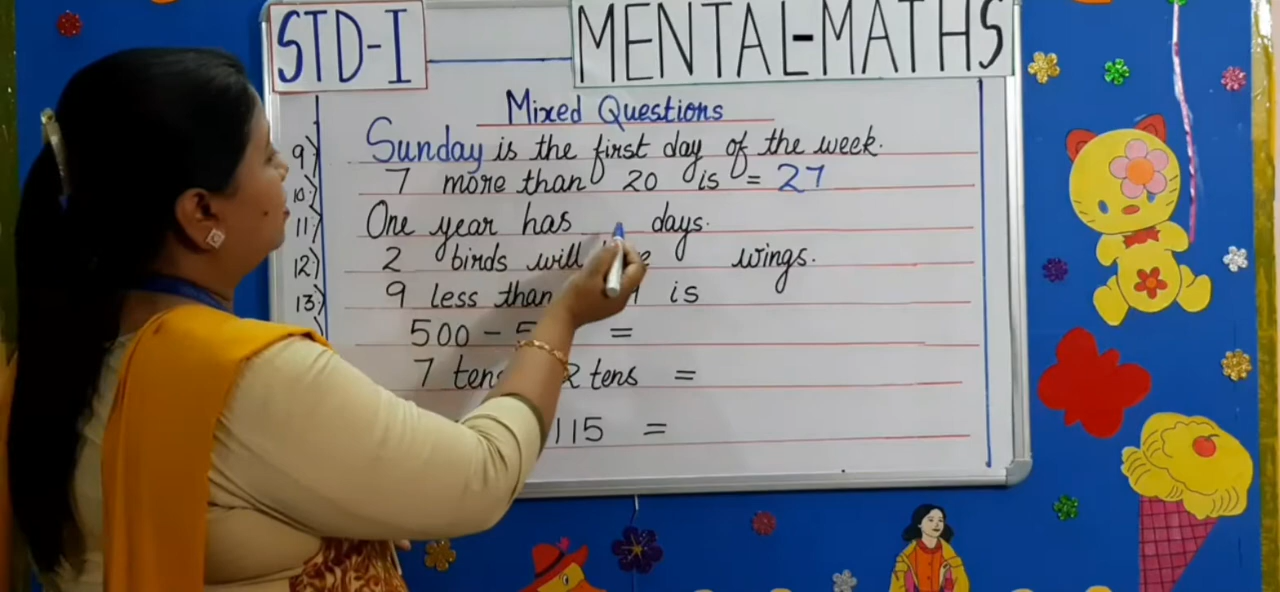 STD-I MENTAL-MATHS
Mixed Questions
9) Sunday is the first day of the week.
10) 7 more than 20 is = 27
11) One year has days.
12) 2 birds will wings.
13) 9 less than is
500 - =
7 2 tens =
115 =